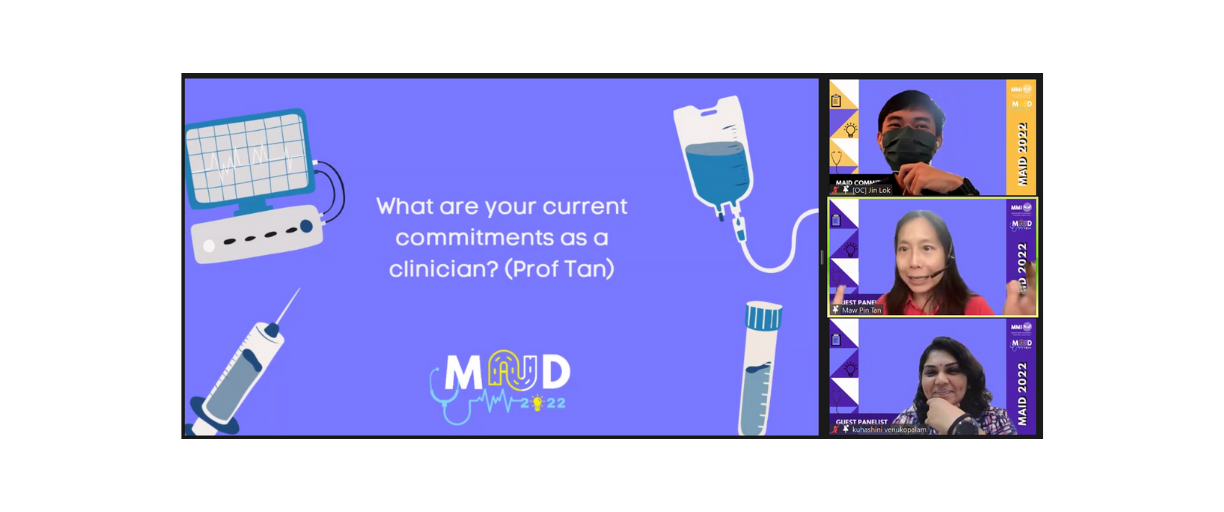 What are your current
commitments as a
clinician? (Prof Tan)
MAID
2022
MMI
MAID
MAID 2022
MAID COMM
[OC] Jin Lok
MMI
MAID
MAID 2022
GUEST PANEL
Maw Pin Tan
MMI
MAID
MAID 2022
GUEST PANELIST
kuhashini venukopalam